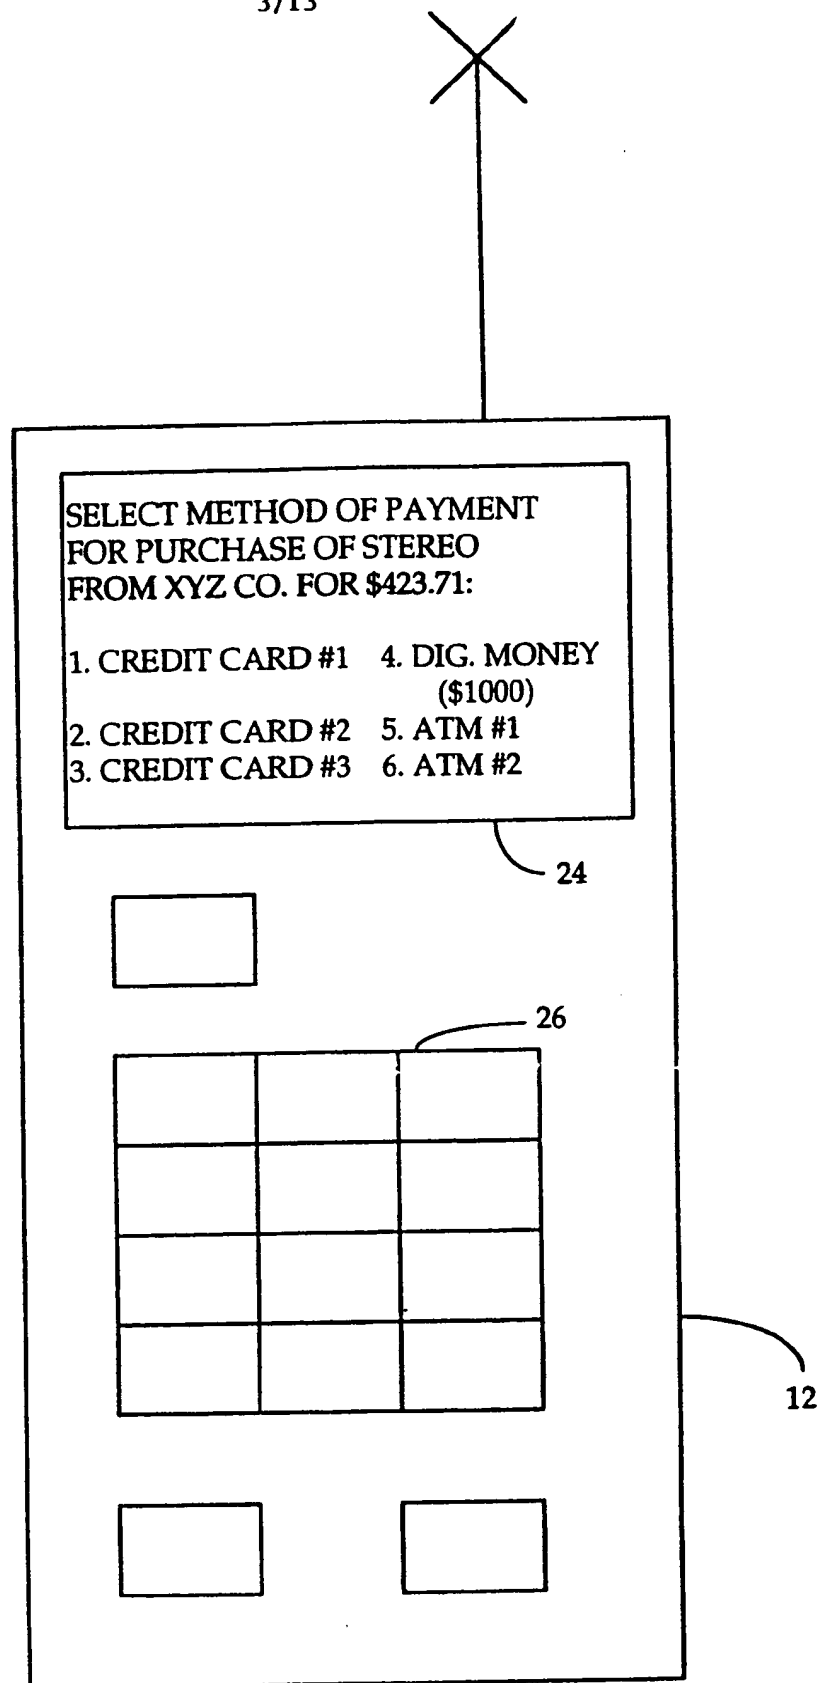 3/13
SELECT METHOD OF PAYMENT
FOR PURCHASE OF STEREO
FROM XYZ CO. FOR $423.71:
1. CREDIT CARD #1 4. DIG. MONEY
($1000)
2. CREDIT CARD #2 5. ATM #1
3. CREDIT CARD #3 6. ATM #2
24
26
12